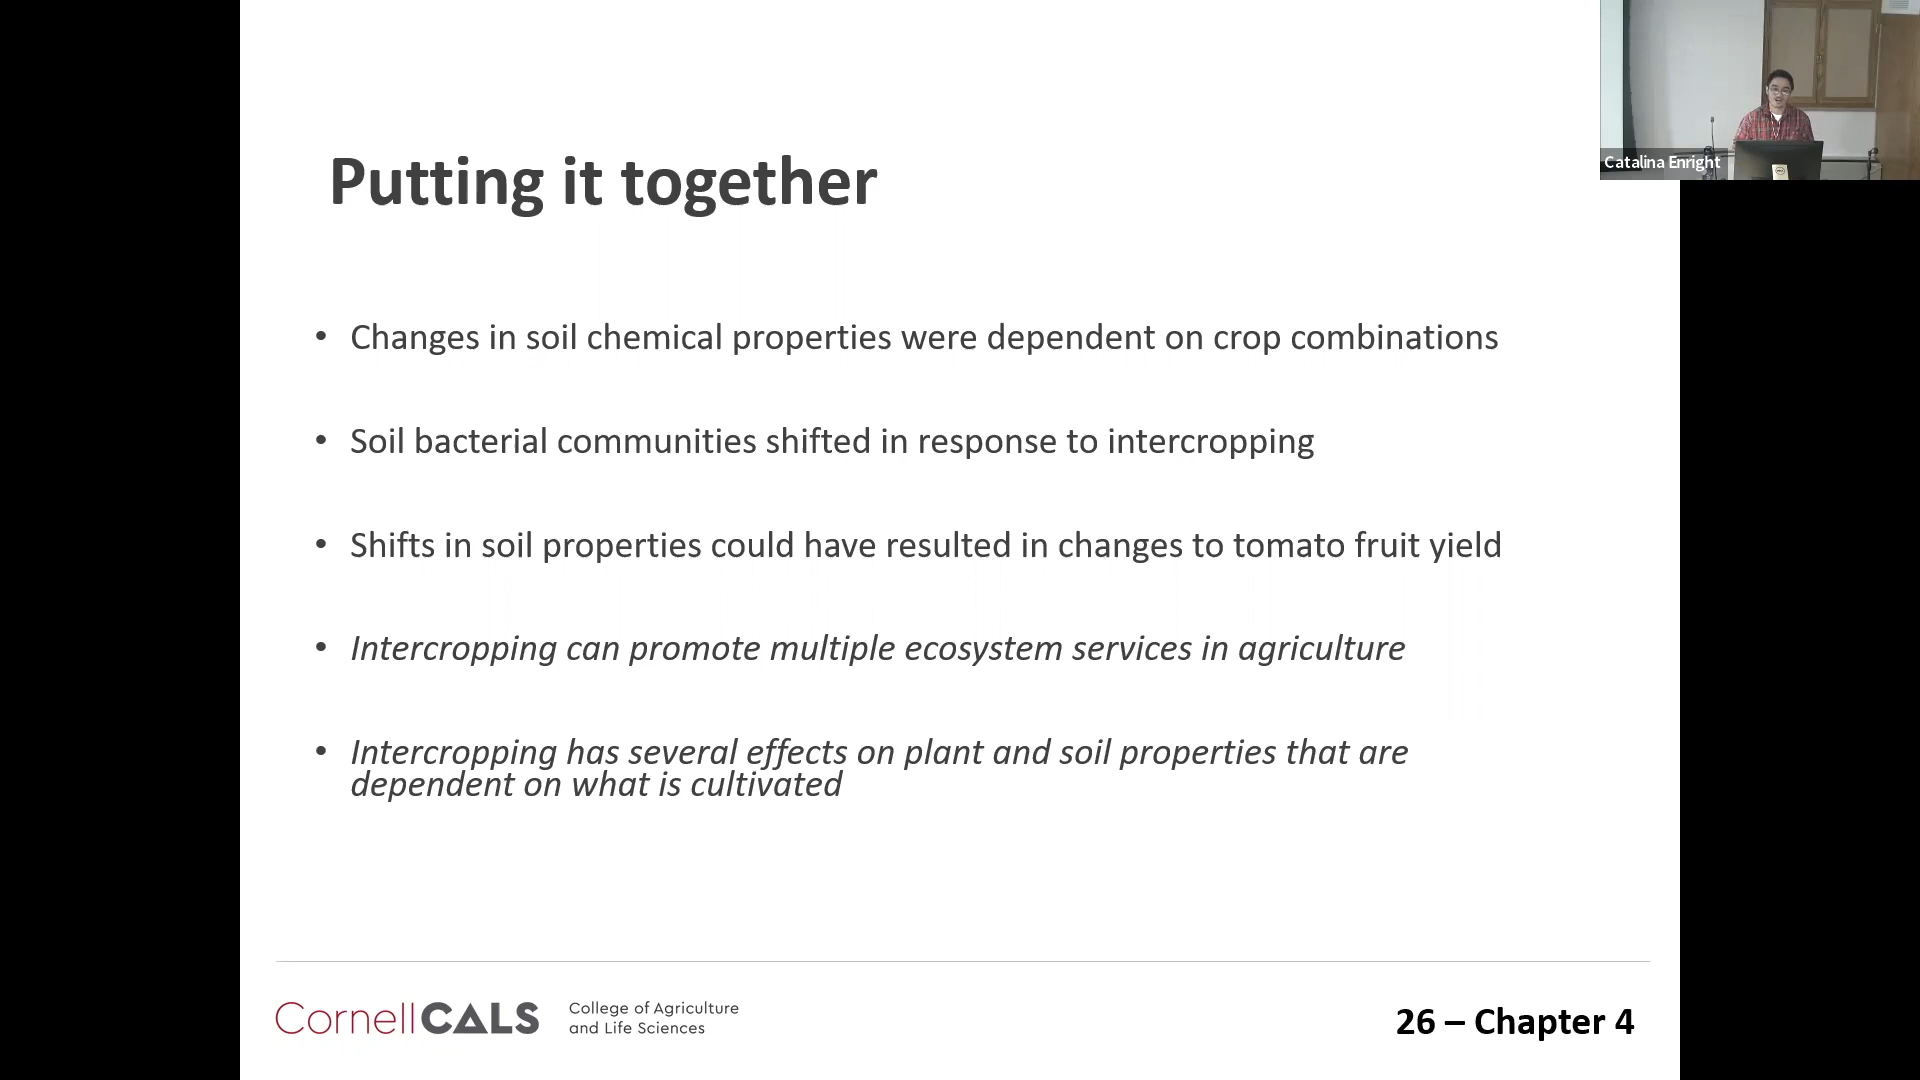 Catalina Enright
Putting it together
• Changes in soil chemical properties were dependent on crop combinations
• Soil bacterial communities shifted in response to intercropping
• Shifts in soil properties could have resulted in changes to tomato fruit yield
• Intercropping can promote multiple ecosystem services in agriculture
• Intercropping has several effects on plant and soil properties that are
dependent on what is cultivated
CornellCALS
College of Agriculture
and Life Sciences
26 – Chapter 4